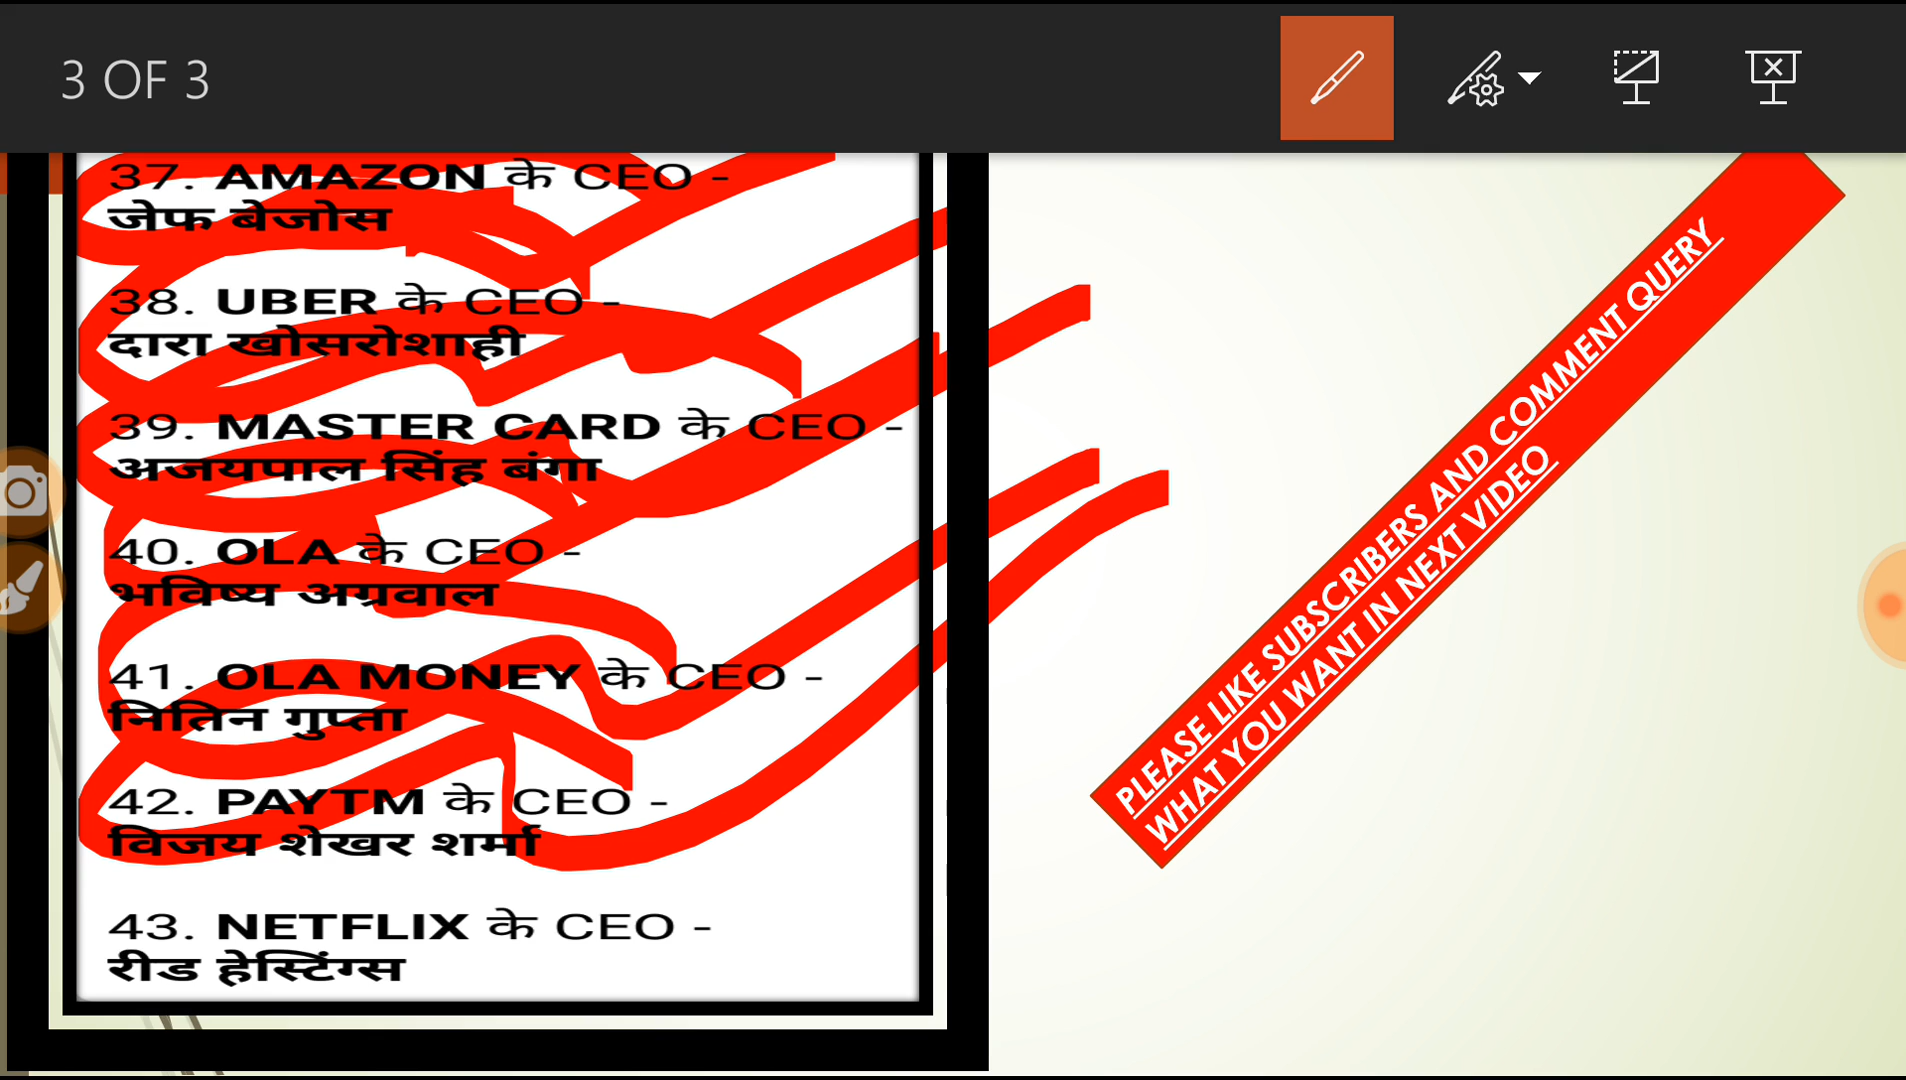 3 OF 3
37. AMAZON के CEO -
जेफ बेजोस
38. UBER के CEO -
दारा खोसरोशाही
39. MASTER CARD के CEO -
अजयपाल सिंह बंगा
40. OLA के CEO -
भविष्य अग्रवाल
41. OLA MONEY के CEO -
नितिन गुप्ता
42. PAYTM के CEO -
विजय शेखर शर्मा
43. NETFLIX के CEO -
रीड हेस्टिंग्स
PLEASE LIKE SUBSCRIBERS AND COMMENT QUERY
WHAT YOU WANT IN NEXT VIDEO